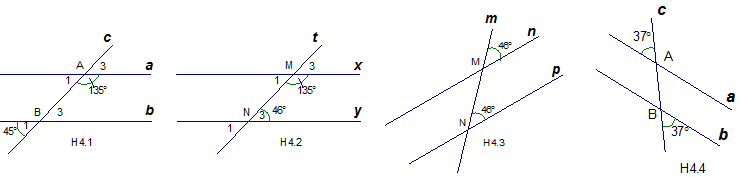 c
A
3
a
1
135°
B
3
b
45°
1
H4.1
t
M
3
x
1
135°
N
46°
3
y
1
H4.2
m
n
46°
M
p
46°
N
H4.3
c
37°
A
a
B
37°
b
H4.4